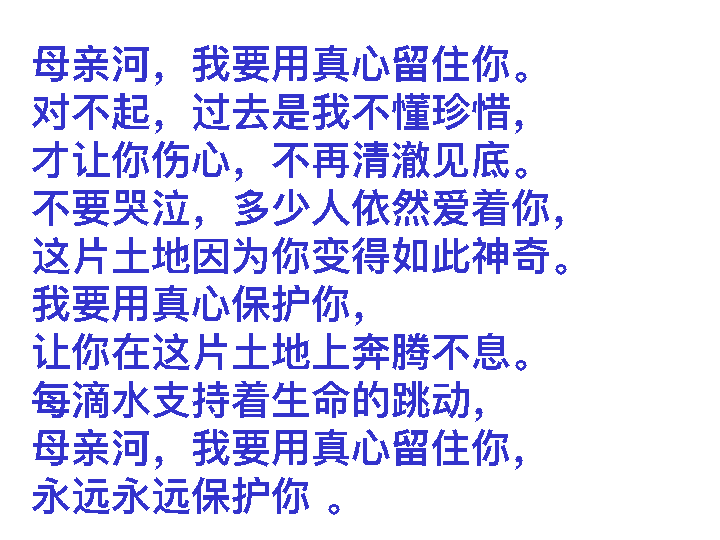 母亲河，我要用真心留住你。
对不起，过去是我不懂珍惜，
才让你伤心，不再清澈见底。
不要哭泣，多少人依然爱着你，
这片土地因为你变得如此神奇。
我要用真心保护你，
让你在这片土地上奔腾不息。
每滴水支持着生命的跳动，
母亲河，我要用真心留住你，
永远永远保护你 。